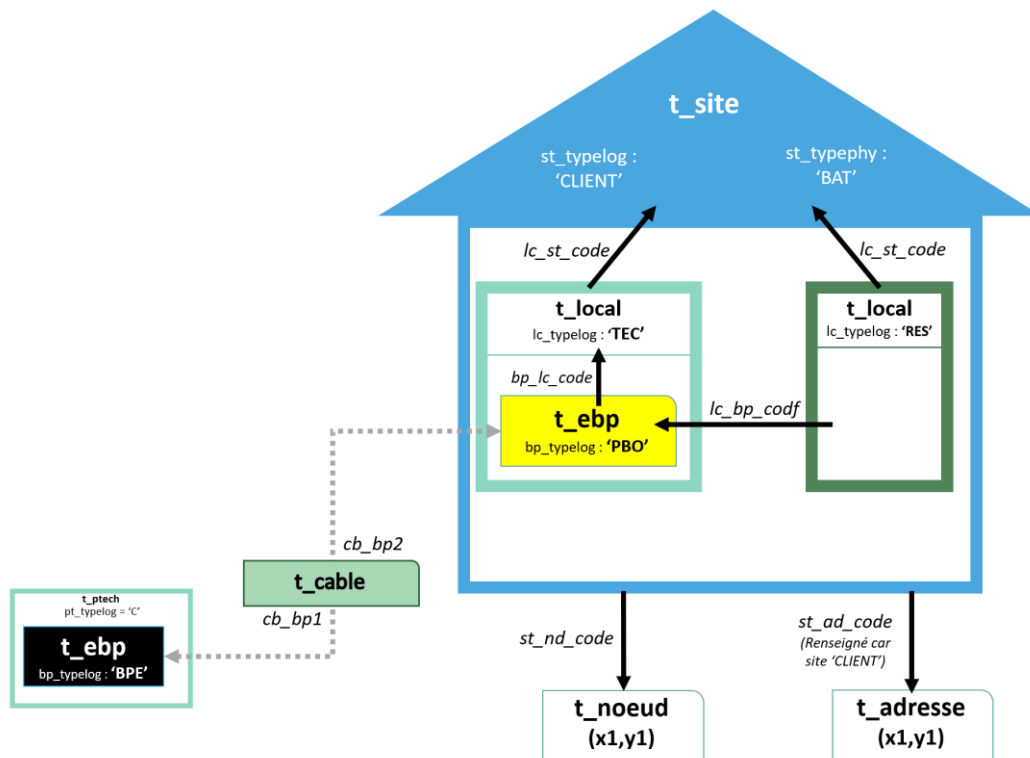 t_site
st_typelog :
‘CLIENT’
st_typephy :
‘BAT’
lc_st_code
lc_st_code
t_local
lc_typelog : ‘TEC’
t_local
lc_typelog : ‘RES’
bp_lc_code
lc_bp_codf
t_ebp
bp_typelog : ‘PBO’
cb_bp2
t_cable
cb_bp1
t_ptech
pt_typelog = ‘C’
t_ebp
bp_typelog : ‘BPE’
st_nd_code
st_ad_code
(Renseigné car
site ‘CLIENT’)
t_noeud
(x1,y1)
t_adresse
(x1,y1)